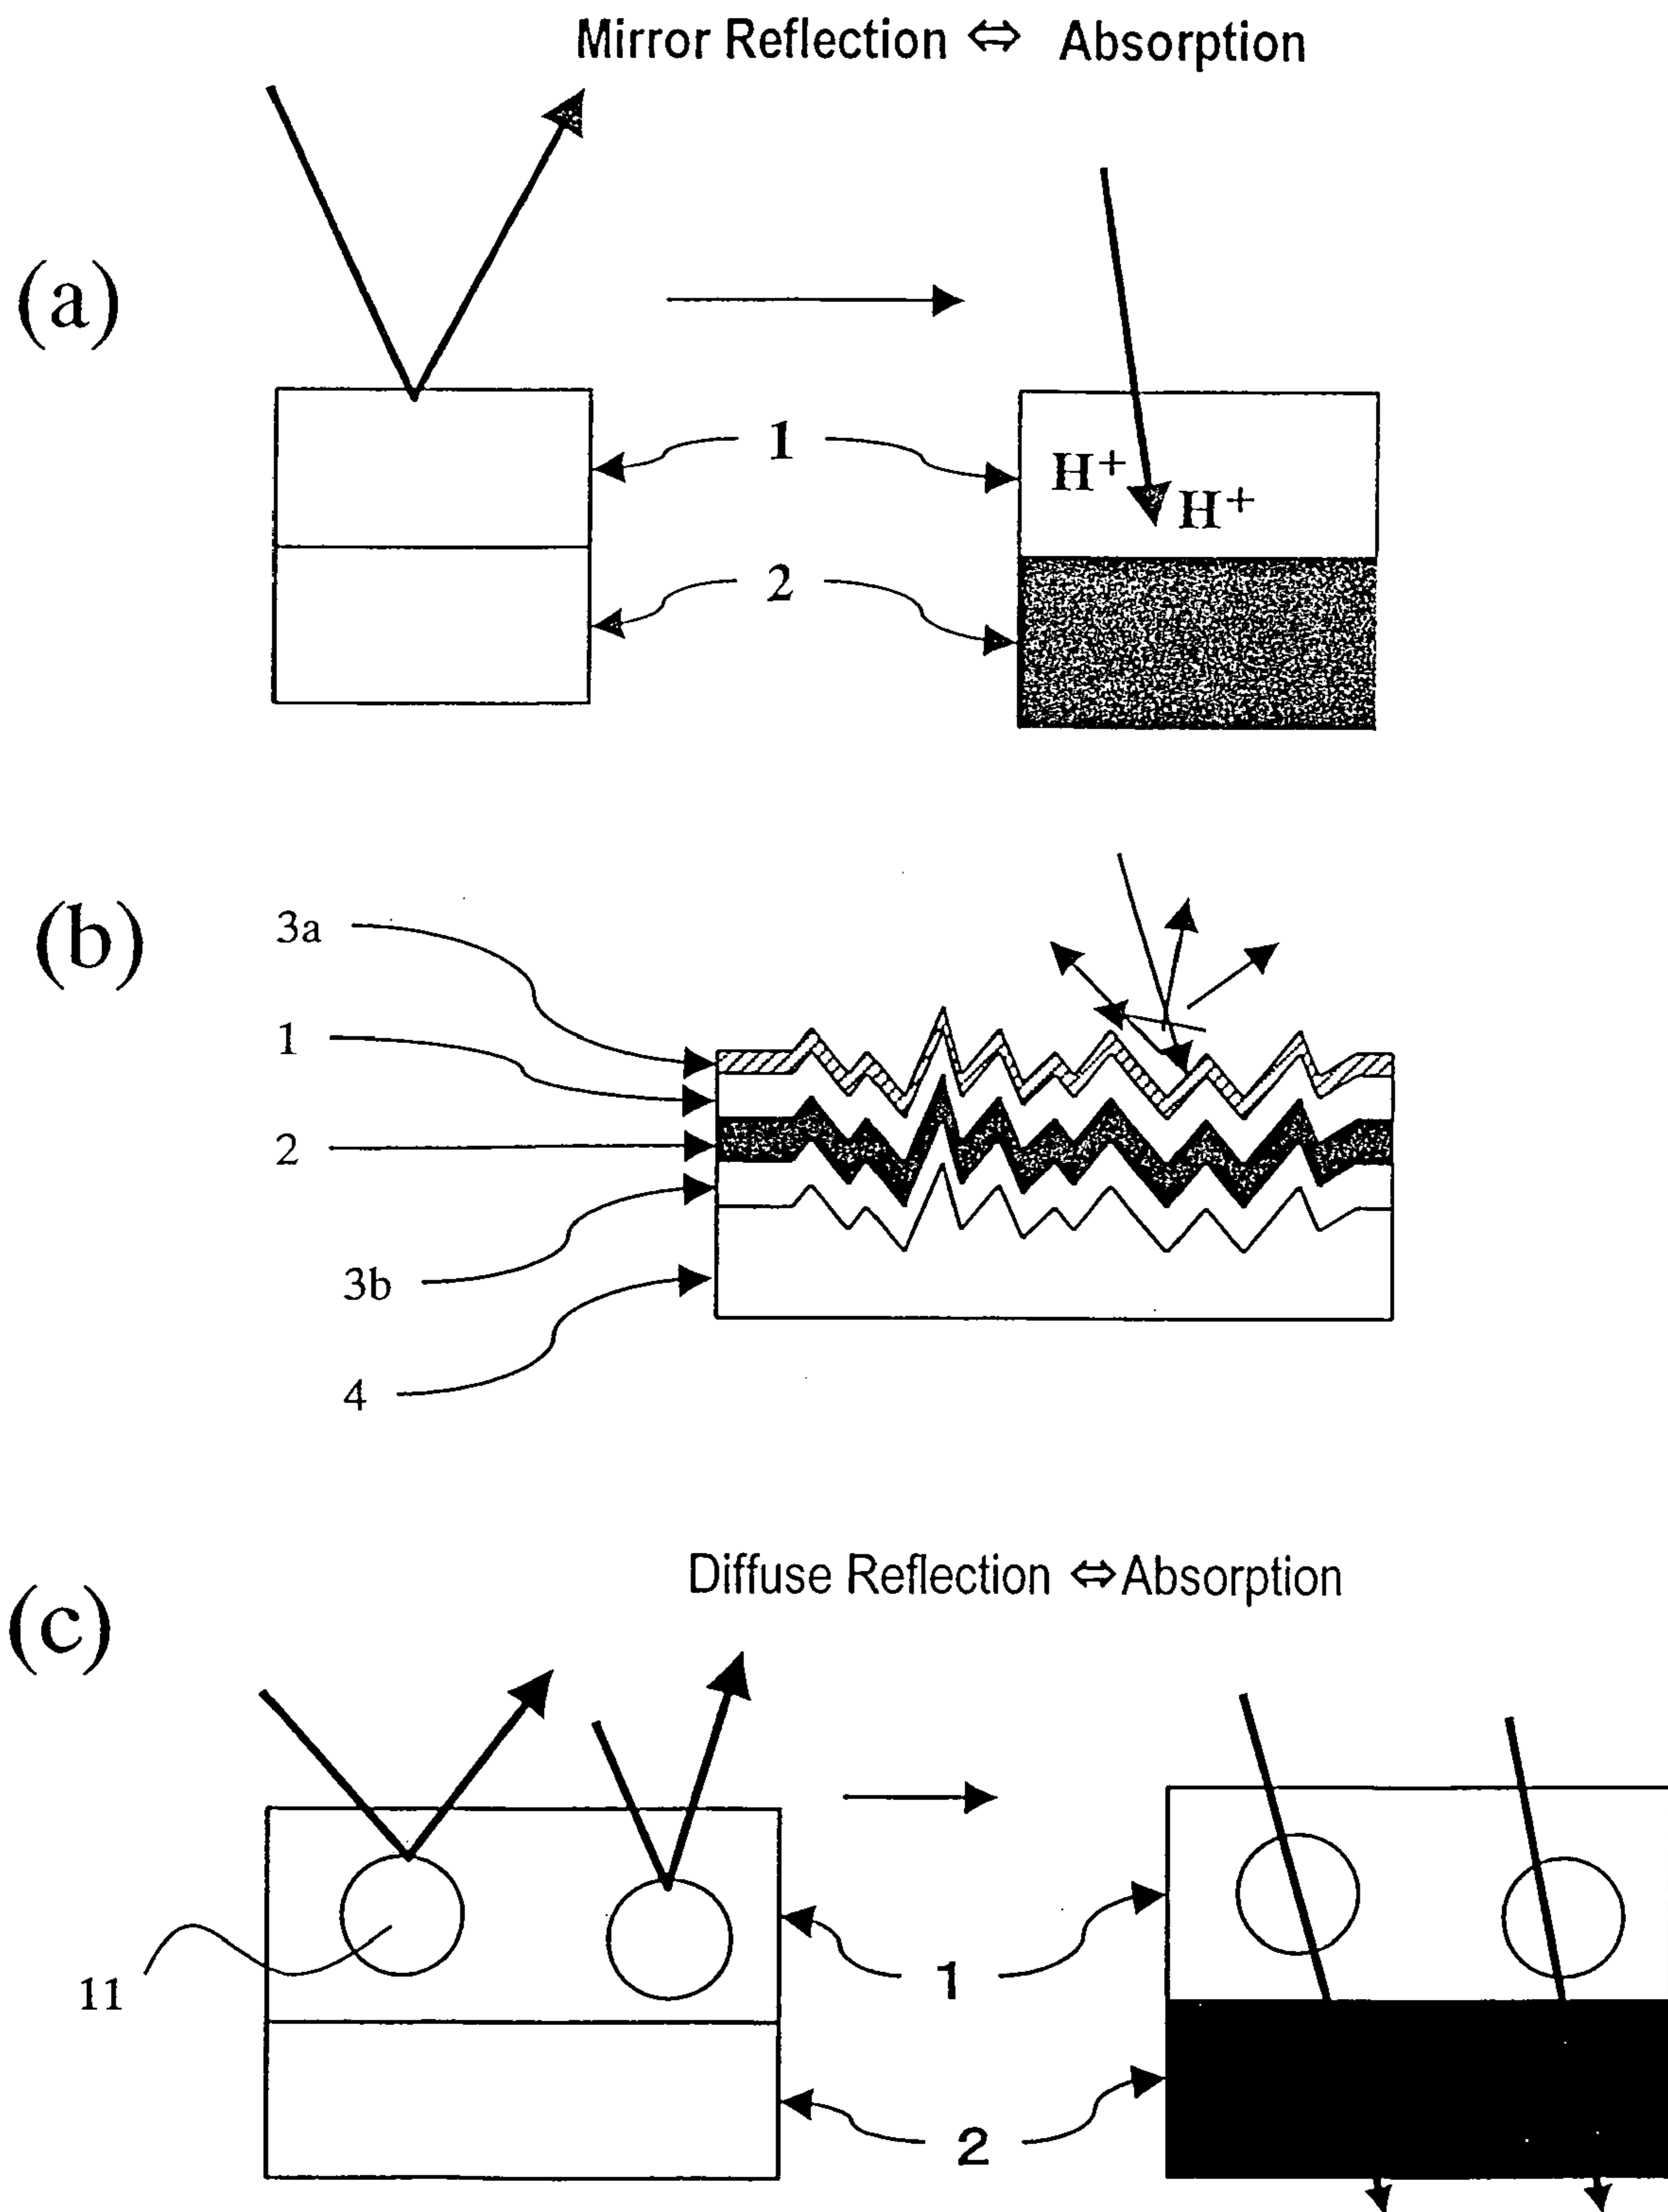 Mirror Reflection ⇔ Absorption
(a)
1
H+
H+
2
(b)
3a
1
2
3b
4
Diffuse Reflection ⇔Absorption
(c)
11
1
2